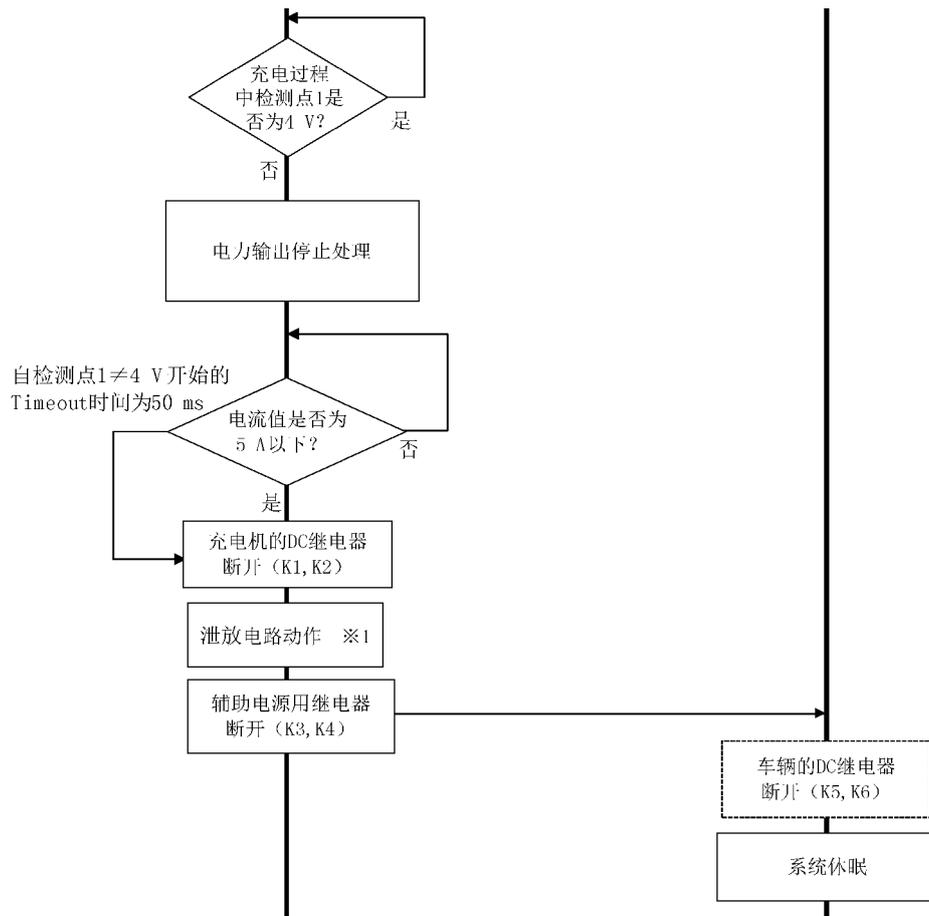 充电过程
中检测点1是
否为4 V？
是
否
电力输出停止处理
自检测点1≠4 V开始的
Timeout时间为50 ms
电流值是否为
5 A以下？
否
是
充电机的DC继电器
断开（K1,K2）
泄放电路动作 ※1
辅助电源用继电器
断开（K3,K4）
车辆的DC继电器
断开（K5,K6）
系统休眠